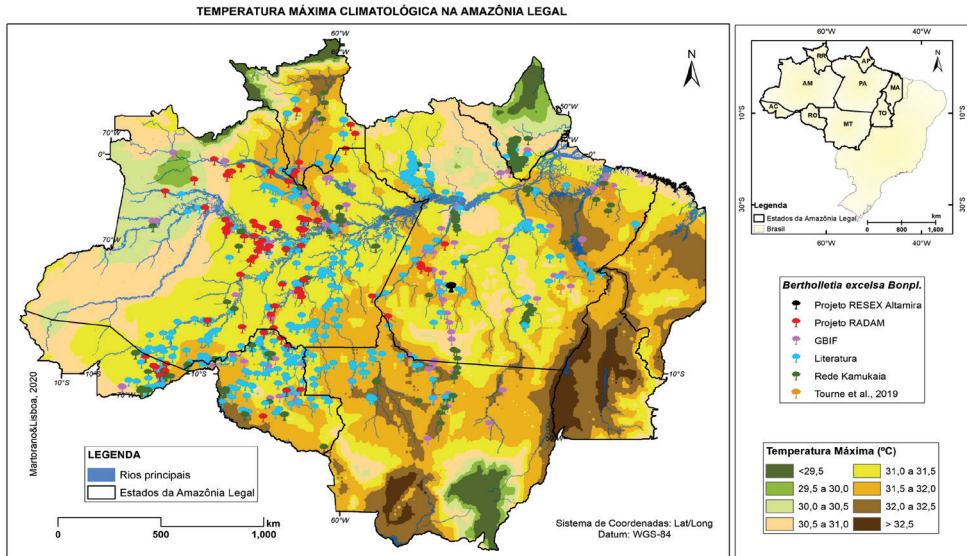 TEMPERATURA MÁXIMA CLIMATOLÓGICA NA AMAZÔNIA LEGAL
60°W
60°W
N
70°W
0°
50°W
0°
70°W
10°S
10°S
70°W
10°S
60°W
Martorano&Lisboa, 2020
LEGENDA
Rios principais
Estados da Amazônia Legal
0 500 1,000
km
Sistema de Coordenadas: Lat/Long
Datum: WGS-84
60°W 40°W
N
RR
AP
AM
PA
MA
AC
RO
TO
MT
10°S
10°S
30°S
30°S
Legenda
Estados da Amazônia Legal
Brasil
km
0 800 1,600
60°W 40°W
Bertholletia excelsa Bonpl.
Projeto RESEX Altamira
Projeto RADAM
GBIF
Literatura
Rede Kamukaia
Tourne et al., 2019
Temperatura Máxima (ºC)
<29,5 31,0 a 31,5
29,5 a 30,0 31,5 a 32,0
30,0 a 30,5 32,0 a 32,5
30,5 a 31,0 > 32,5